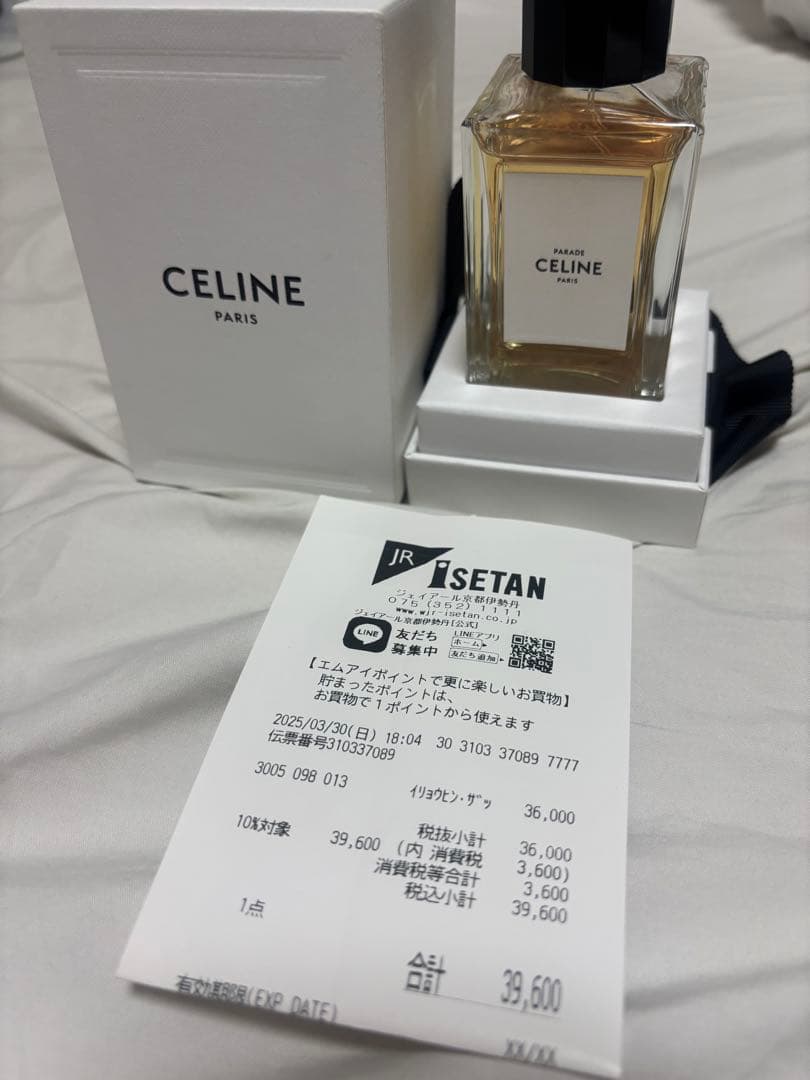 CELINE
PARIS
PARADE
CELINE
PARIS
JR ISETAN
ジェイアール京都伊勢丹
075(352)1111
www.wjr-isetan.co.jp
ジェイアール京都伊勢丹[公式]
LINE 友だち LINEアプリ
募集中 ホーム▶
友だち追加▶
【エムアイポイントで更に楽しいお買物】
貯まったポイントは、
お買物で1ポイントから使えます
2025/03/30(日) 18:04 30 3103 37089 7777
伝票番号310337089
3005 098 013
イリョウヒン・ザッ 36,000
税抜小計 36,000
10%対象 39,600 (内 消費税 3,600)
消費税等合計 3,600
税込小計 39,600
1点
合計 39,600
有効期限(EXP DATE)
XX/XX